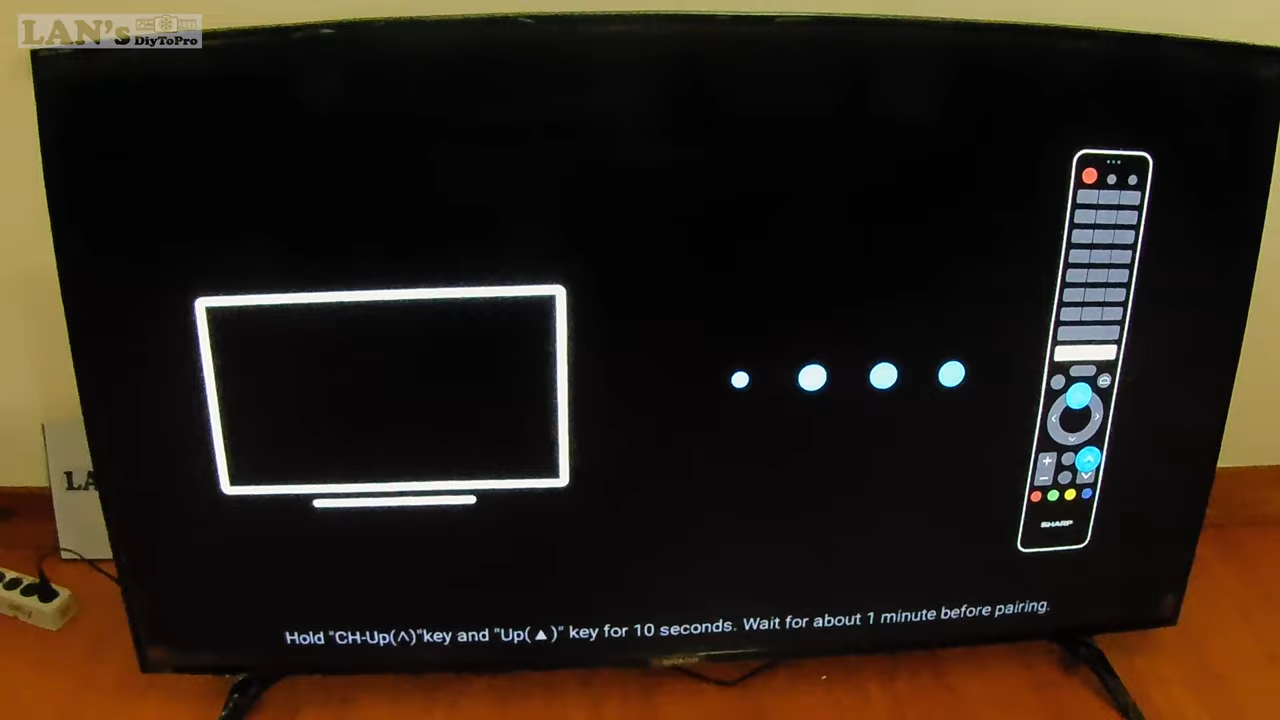 LAN's
DiyToPro
SHARP
LA
Hold "CH-Up(∧)"key and "Up(▲)" key for 10 seconds. Wait for about 1 minute before pairing.